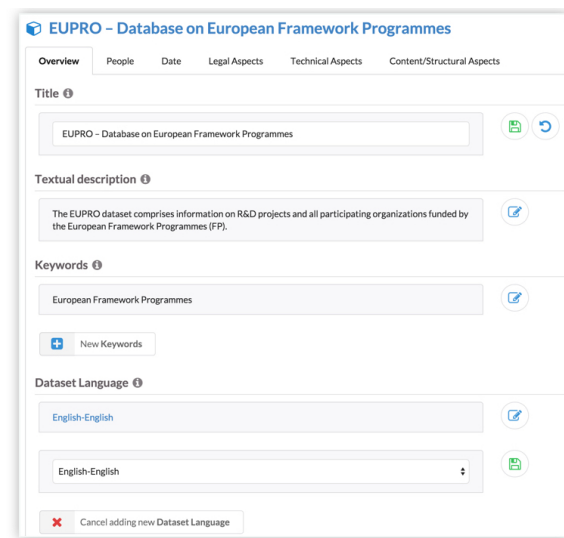 EUPRO – Database on European Framework Programmes
Overview People Date Legal Aspects Technical Aspects Content/Structural Aspects
Title
EUPRO – Database on European Framework Programmes
Textual description
The EUPRO dataset comprises information on R&D projects and all participating organizations funded by
the European Framework Programmes (FP).
Keywords
European Framework Programmes
New Keywords
Dataset Language
English-English
English-English
Cancel adding new Dataset Language